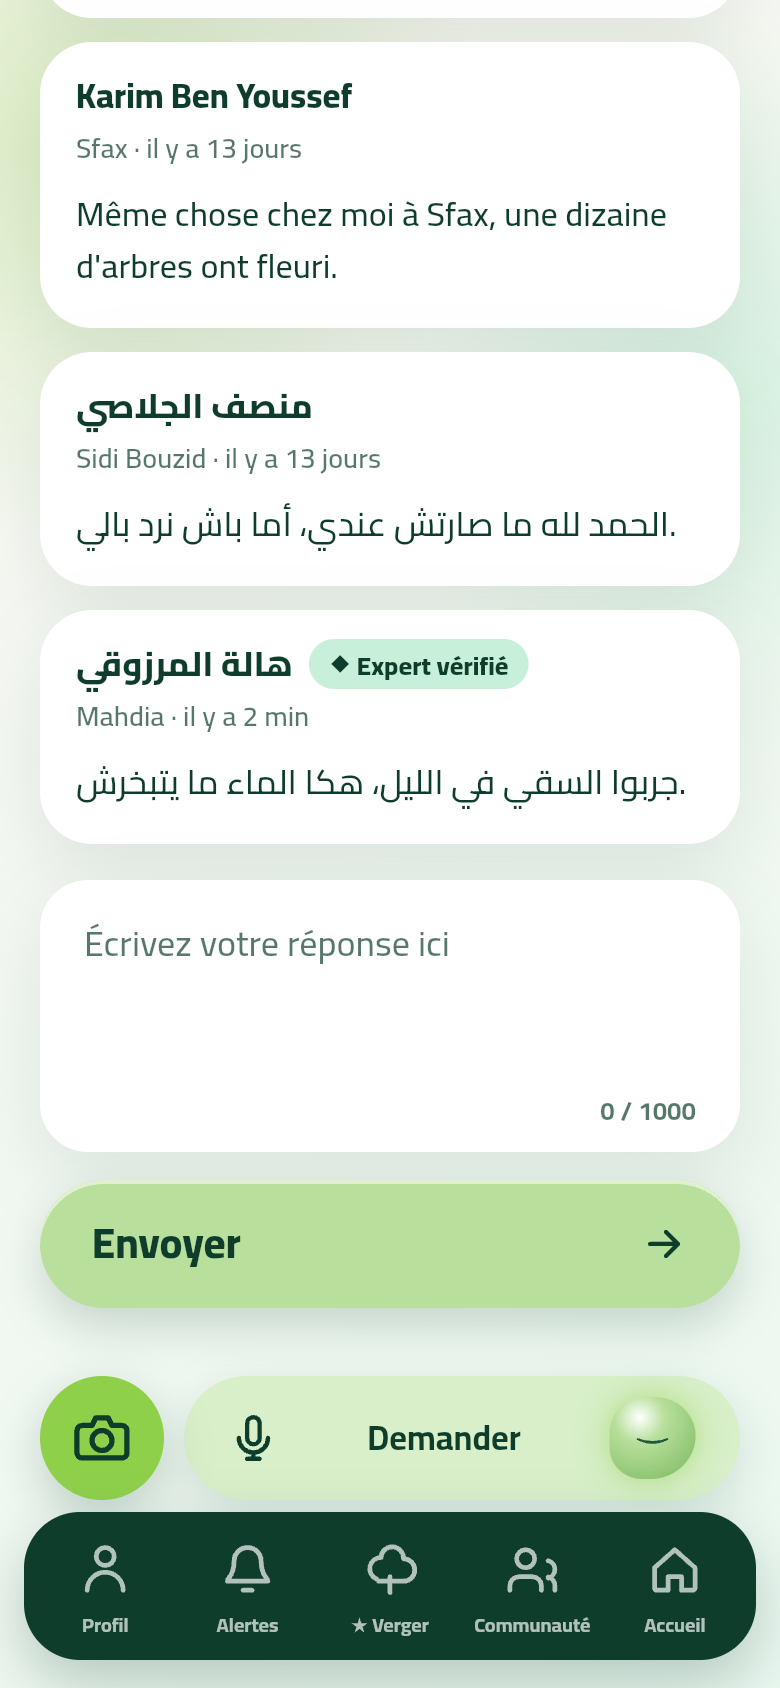 Karim Ben Youssef
Sfax · il y a 13 jours
Même chose chez moi à Sfax, une dizaine
d'arbres ont fleuri.
منصف الجلاصي
Sidi Bouzid · il y a 13 jours
الحمد لله ما صارتش عندي، أما باش نرد بالي.
هالة المرزوقي
◆ Expert vérifié
Mahdia · il y a 2 min
جربوا السقي في الليل، هكا الماء ما يتبخرش.
Écrivez votre réponse ici
0 / 1000
Envoyer
Demander
Profil
Alertes
★ Verger
Communauté
Accueil